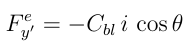 $F^{e}_{y'} = -C_{bl}\, i\, \cos\theta$